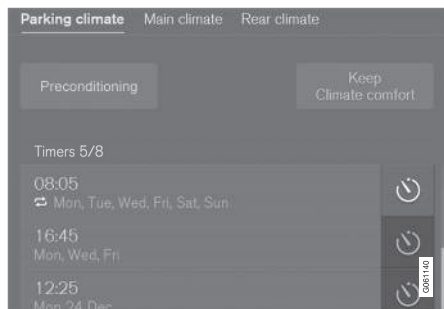 Parking climate Main climate Rear climate
Preconditioning
Keep
Climate comfort
Timers 5/8
08:05
Mon, Tue, Wed, Fri, Sat, Sun
16:45
Mon, Wed, Fri
12:25
Mon 24 Dec
G061140